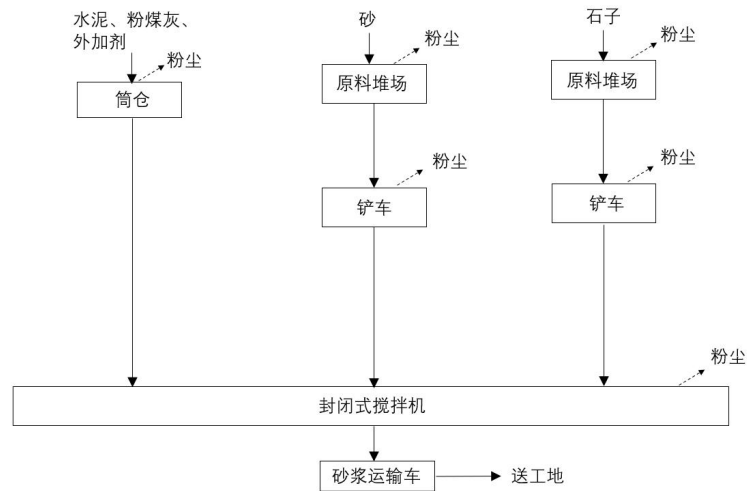 水泥、粉煤灰、
外加剂
砂
石子
粉尘
粉尘
粉尘
筒仓
原料堆场
原料堆场
粉尘
粉尘
铲车
铲车
粉尘
封闭式搅拌机
砂浆运输车
送工地